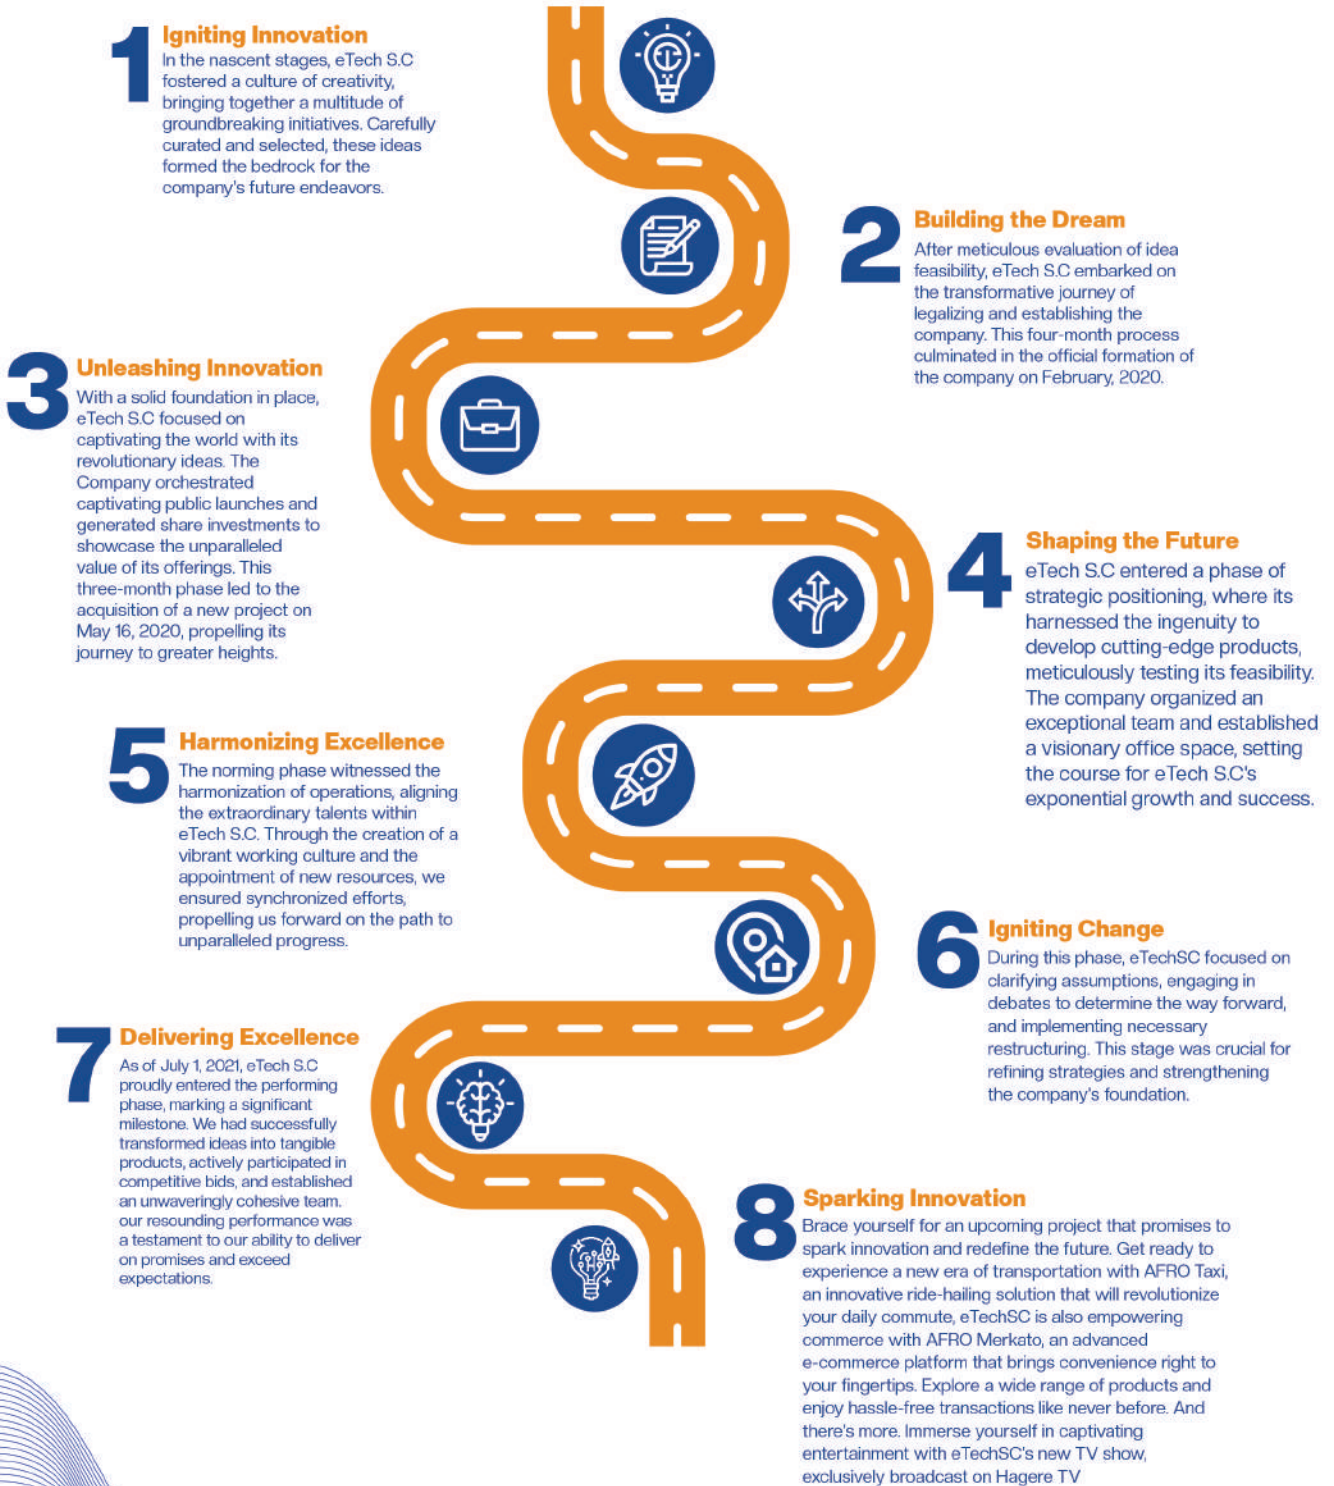 1
Igniting Innovation
In the nascent stages, eTech S.C
fostered a culture of creativity,
bringing together a multitude of
groundbreaking initiatives. Carefully
curated and selected, these ideas
formed the bedrock for the
company's future endeavors.
2
Building the Dream
After meticulous evaluation of idea
feasibility, eTech S.C embarked on
the transformative journey of
legalizing and establishing the
company. This four-month process
culminated in the official formation of
the company on February, 2020.
3
Unleashing Innovation
With a solid foundation in place,
eTech S.C focused on
captivating the world with its
revolutionary ideas. The
Company orchestrated
captivating public launches and
generated share investments to
showcase the unparalleled
value of its offerings. This
three-month phase led to the
acquisition of a new project on
May 16, 2020, propelling its
journey to greater heights.
4
Shaping the Future
eTech S.C entered a phase of
strategic positioning, where its
harnessed the ingenuity to
develop cutting-edge products,
meticulously testing its feasibility.
The company organized an
exceptional team and established
a visionary office space, setting
the course for eTech S.C's
exponential growth and success.
5
Harmonizing Excellence
The norming phase witnessed the
harmonization of operations, aligning
the extraordinary talents within
eTech S.C. Through the creation of a
vibrant working culture and the
appointment of new resources, we
ensured synchronized efforts,
propelling us forward on the path to
unparalleled progress.
6
Igniting Change
During this phase, eTechSC focused on
clarifying assumptions, engaging in
debates to determine the way forward,
and implementing necessary
restructuring. This stage was crucial for
refining strategies and strengthening
the company's foundation.
7
Delivering Excellence
As of July 1, 2021, eTech S.C
proudly entered the performing
phase, marking a significant
milestone. We had successfully
transformed ideas into tangible
products, actively participated in
competitive bids, and established
an unwaveringly cohesive team.
our resounding performance was
a testament to our ability to deliver
on promises and exceed
expectations.
8
Sparking Innovation
Brace yourself for an upcoming project that promises to
spark innovation and redefine the future. Get ready to
experience a new era of transportation with AFRO Taxi,
an innovative ride-hailing solution that will revolutionize
your daily commute, eTechSC is also empowering
commerce with AFRO Merkato, an advanced
e-commerce platform that brings convenience right to
your fingertips. Explore a wide range of products and
enjoy hassle-free transactions like never before. And
there's more. Immerse yourself in captivating
entertainment with eTechSC's new TV show,
exclusively broadcast on Hagere TV